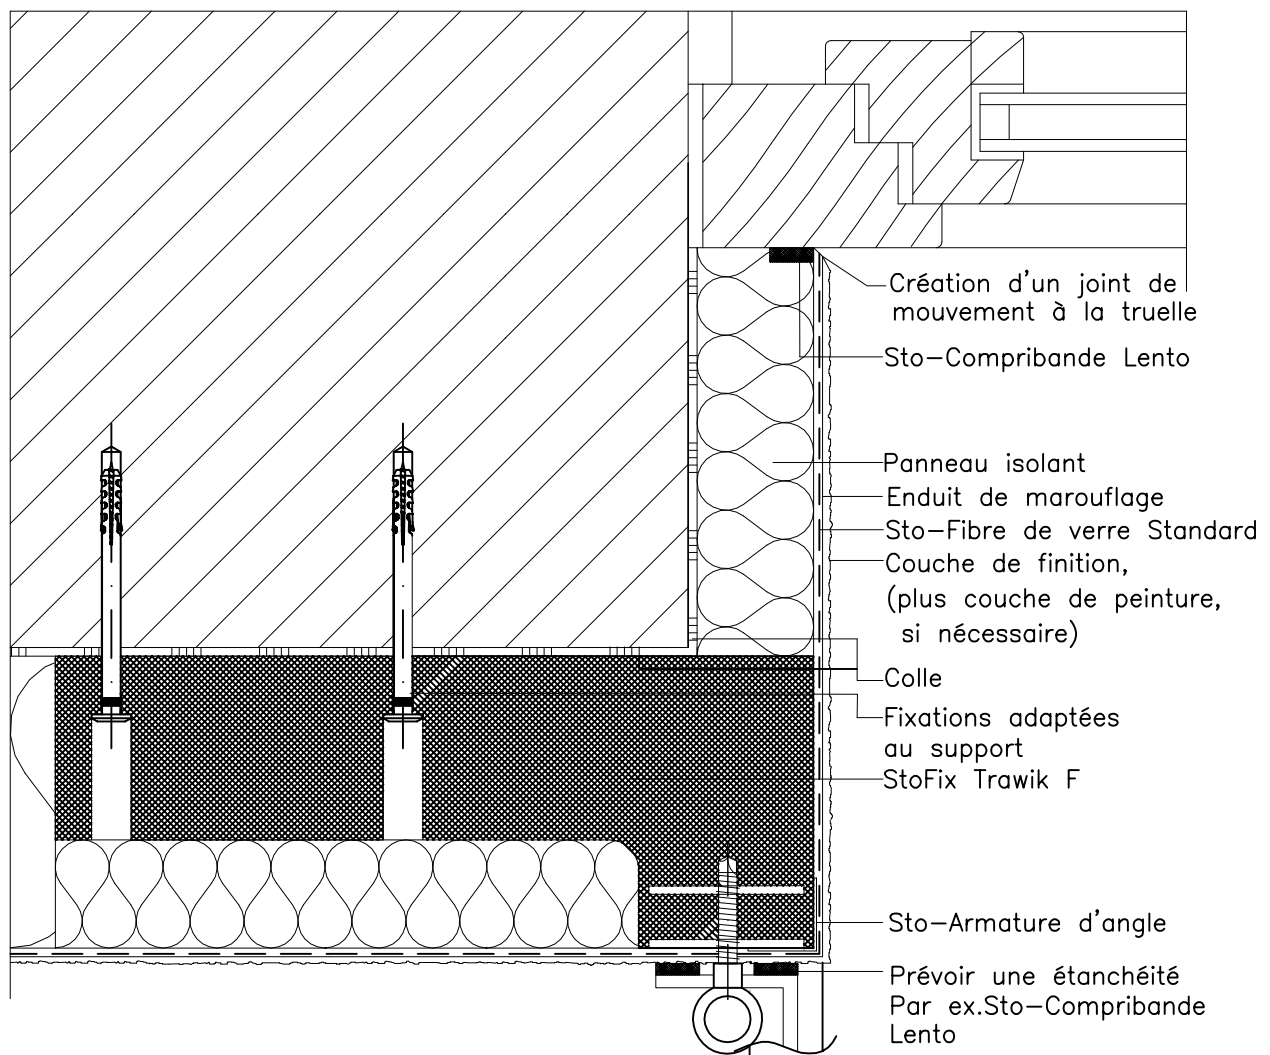 Création d'un joint de
mouvement à la truelle
Sto-Compribande Lento
Panneau isolant
Enduit de marouflage
Sto-Fibre de verre Standard
Couche de finition,
(plus couche de peinture,
si nécessaire)
Colle
Fixations adaptées
au support
StoFix Trawik F
Sto-Armature d'angle
Prévoir une étanchéité
Par ex.Sto-Compribande
Lento